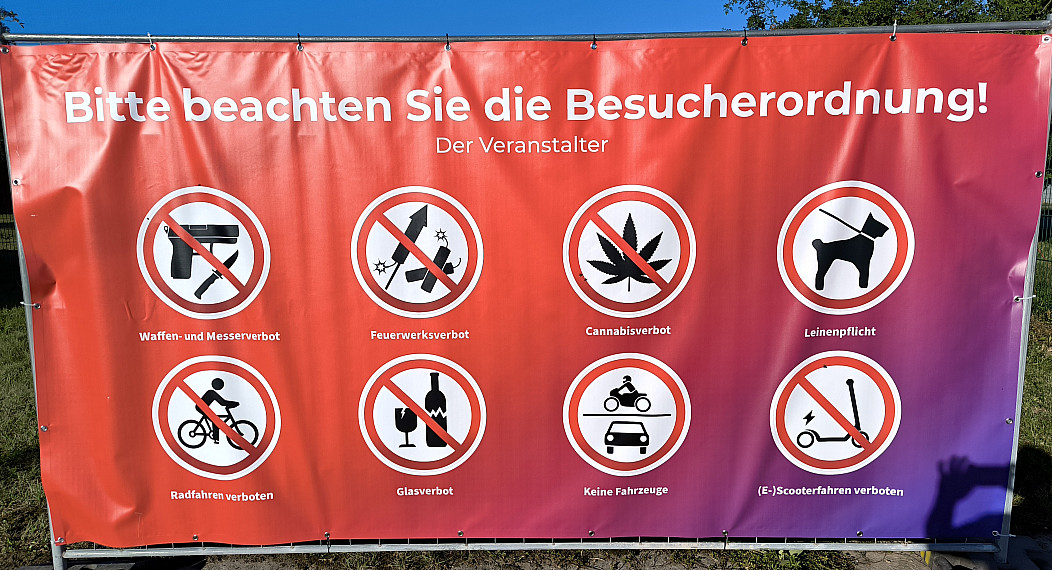 Bitte beachten Sie die Besucherordnung!
Der Veranstalter
Waffen- und Messerverbot
Feuerwerksverbot
Cannabisverbot
Leinenpflicht
Radfahren verboten
Glasverbot
Keine Fahrzeuge
(E-)Scooterfahren verboten